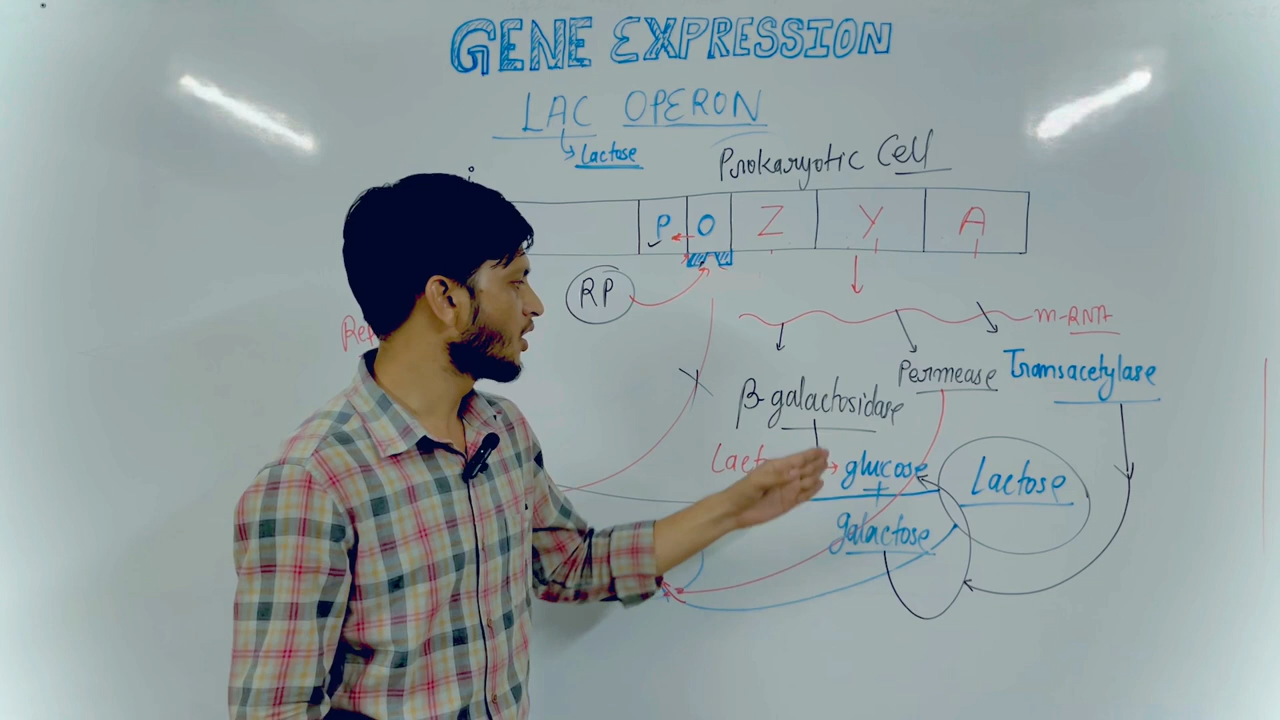 GENE EXPRESSION
LAC OPERON
Lactose
Prokaryotic Cell
i
P O Z Y A
RP
m-RNA
Permease Transacetylase
β-galactosidase
glucose
Lactose
+
galactose